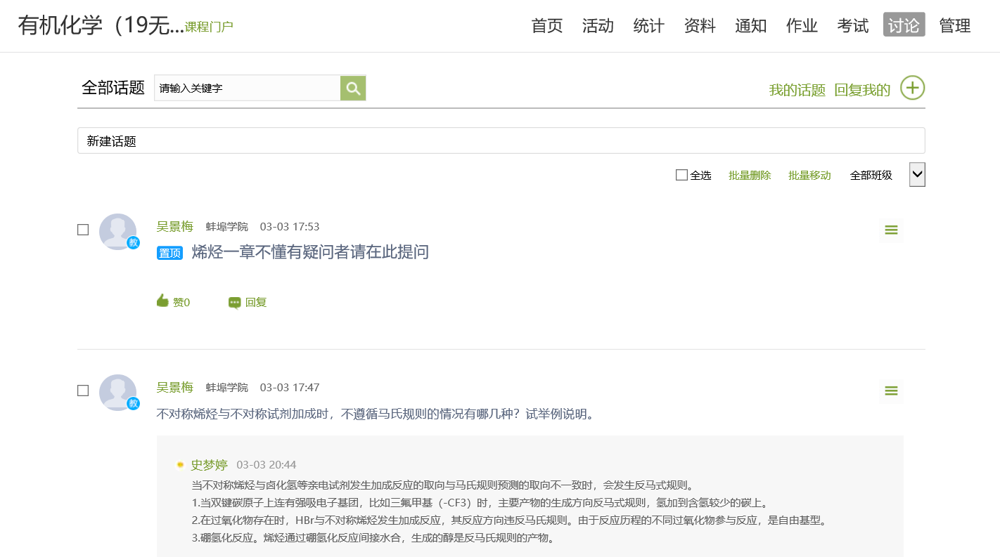 有机化学（19无...课程门户
首页 活动 统计 资料 通知 作业 考试 讨论 管理
全部话题 请输入关键字 我的话题 回复我的
新建话题
全选 批量删除 批量移动 全部班级
吴景梅 蚌埠学院 03-03 17:53
教
置顶 烯烃一章不懂有疑问者请在此提问
赞0 回复
吴景梅 蚌埠学院 03-03 17:47
教
不对称烯烃与不对称试剂加成时，不遵循马氏规则的情况有哪几种？试举例说明。
史梦婷 03-03 20:44
当不对称烯烃与卤化氢等亲电试剂发生加成反应的取向与马氏规则预测的取向不一致时，会发生反马式规则。
1.当双键碳原子上连有强吸电子基团，比如三氟甲基（-CF3）时，主要产物的生成方向反马式规则，氢加到含氢较少的碳上。
2.在过氧化物存在时，HBr与不对称烯烃发生加成反应，其反应方向违反马氏规则。由于反应历程的不同过氧化物参与反应，是自由基型。
3.硼氢化反应。烯烃通过硼氢化反应间接水合，生成的醇是反马氏规则的产物。